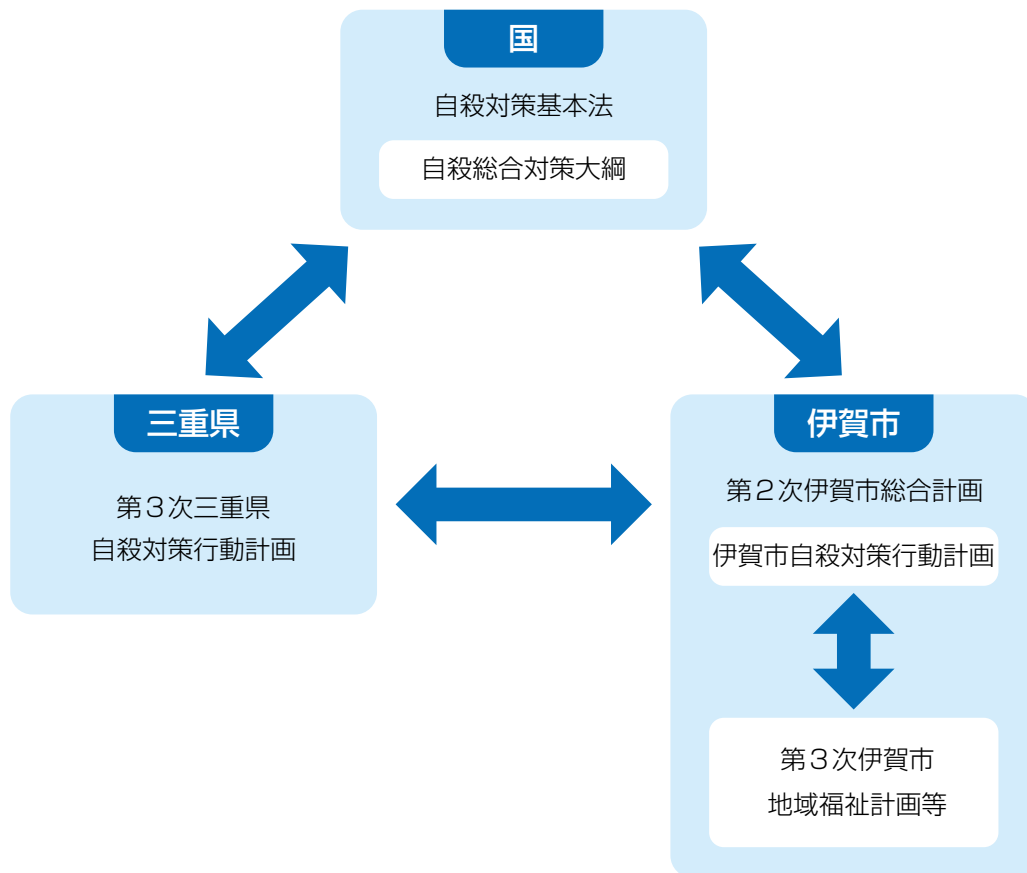 国
自殺対策基本法
自殺総合対策大綱
三重県
第３次三重県
自殺対策行動計画
伊賀市
第２次伊賀市総合計画
伊賀市自殺対策行動計画
第３次伊賀市
地域福祉計画等